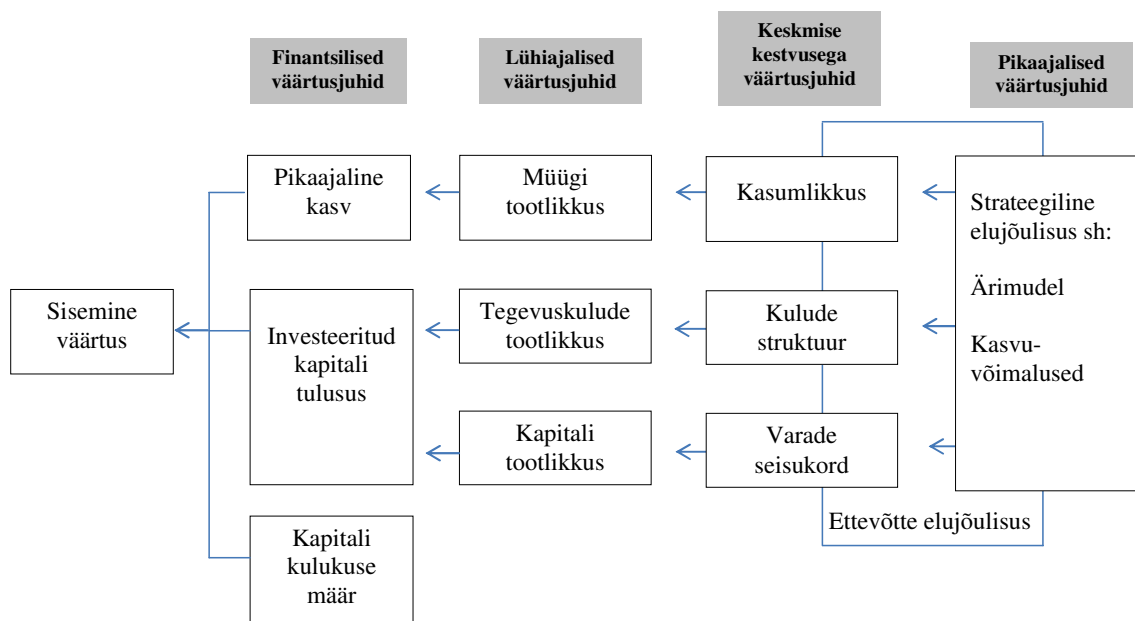 Finantsilised
väärtusjuhid
Lühiajalised
väärtusjuhid
Keskmise
kestvusega
väärtusjuhid
Pikaajalised
väärtusjuhid
Pikaajaline
kasv
Müügi
tootlikkus
Kasumlikkus
Strateegiline
elujõulisus sh:
Ärimudel
Kasvu-
võimalused
Sisemine
väärtus
Investeeritud
kapitali
tulusus
Tegevuskulude
tootlikkus
Kulude
struktuur
Kapitali
tootlikkus
Varade
seisukord
Ettevõtte elujõulisus
Kapitali
kulukuse
määr